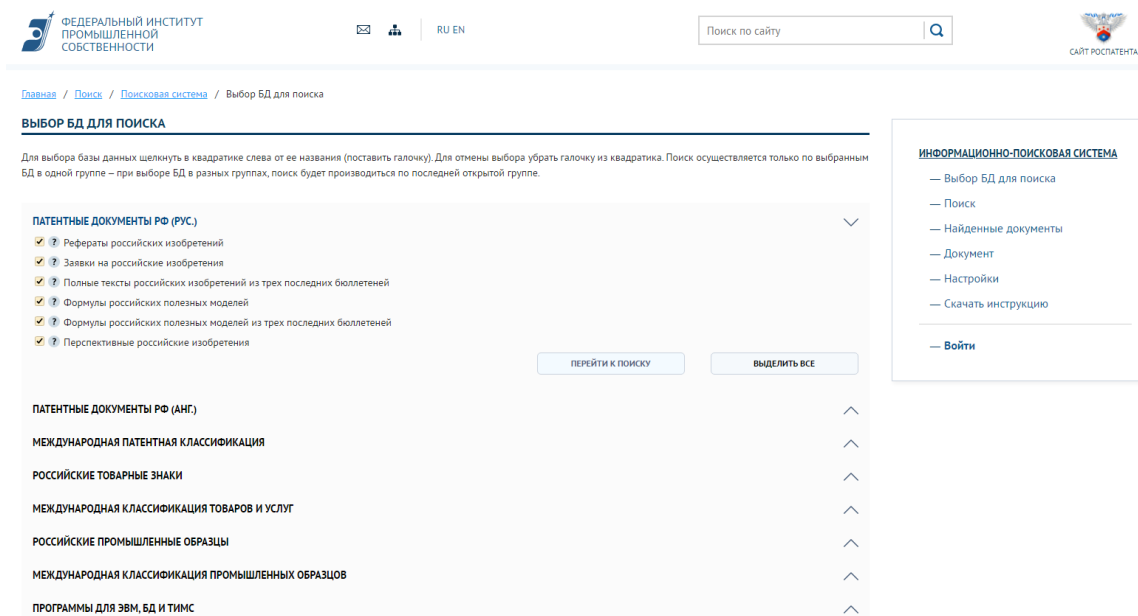 ФЕДЕРАЛЬНЫЙ ИНСТИТУТ
ПРОМЫШЛЕННОЙ
СОБСТВЕННОСТИ
RU EN
Поиск по сайту
САЙТ РОСПАТЕНТА
Главная / Поиск / Поисковая система / Выбор БД для поиска
ВЫБОР БД ДЛЯ ПОИСКА
Для выбора базы данных щелкнуть в квадратике слева от ее названия (поставить галочку). Для отмены выбора убрать галочку из квадратика. Поиск осуществляется только по выбранным
БД в одной группе – при выборе БД в разных группах, поиск будет производиться по последней открытой группе.
ПАТЕНТНЫЕ ДОКУМЕНТЫ РФ (РУС.)
? Рефераты российских изобретений
? Заявки на российские изобретения
? Полные тексты российских изобретений из трех последних бюллетеней
? Формулы российских полезных моделей
? Формулы российских полезных моделей из трех последних бюллетеней
? Перспективные российские изобретения
ПЕРЕЙТИ К ПОИСКУ
ВЫДЕЛИТЬ ВСЕ
ПАТЕНТНЫЕ ДОКУМЕНТЫ РФ (АНГ.)
МЕЖДУНАРОДНАЯ ПАТЕНТНАЯ КЛАССИФИКАЦИЯ
РОССИЙСКИЕ ТОВАРНЫЕ ЗНАКИ
МЕЖДУНАРОДНАЯ КЛАССИФИКАЦИЯ ТОВАРОВ И УСЛУГ
РОССИЙСКИЕ ПРОМЫШЛЕННЫЕ ОБРАЗЦЫ
МЕЖДУНАРОДНАЯ КЛАССИФИКАЦИЯ ПРОМЫШЛЕННЫХ ОБРАЗЦОВ
ПРОГРАММЫ ДЛЯ ЭВМ, БД И ТИМС
ИНФОРМАЦИОННО-ПОИСКОВАЯ СИСТЕМА
— Выбор БД для поиска
— Поиск
— Найденные документы
— Документ
— Настройки
— Скачать инструкцию
— Войти